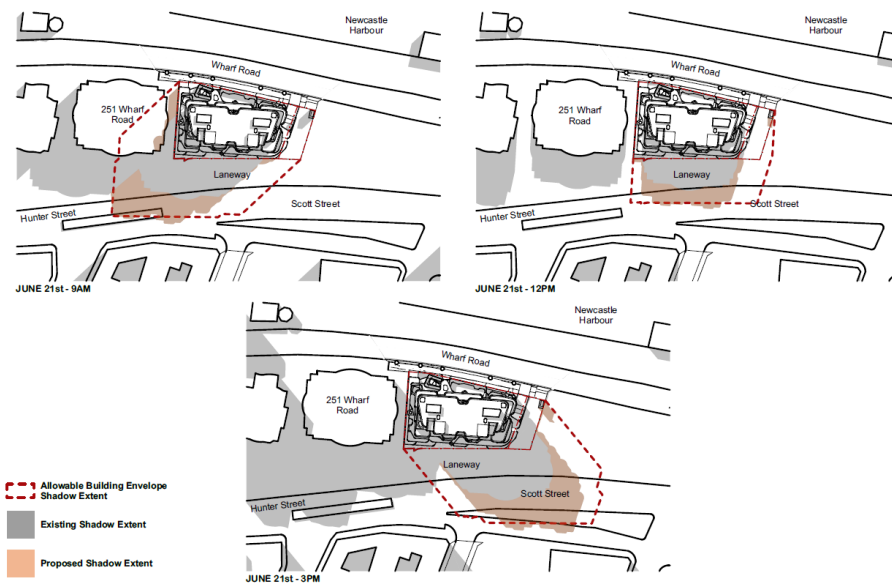 Newcastle
Harbour
Wharf Road
251 Wharf
Road
Laneway
Scott Street
Hunter Street
JUNE 21st - 9AM
Newcastle
Harbour
Wharf Road
251 Wharf
Road
Laneway
Scott Street
Hunter Street
JUNE 21st - 12PM
Newcastle
Harbour
Wharf Road
251 Wharf
Road
Laneway
Scott Street
Hunter Street
JUNE 21st - 3PM
Allowable Building Envelope
Shadow Extent
Existing Shadow Extent
Proposed Shadow Extent